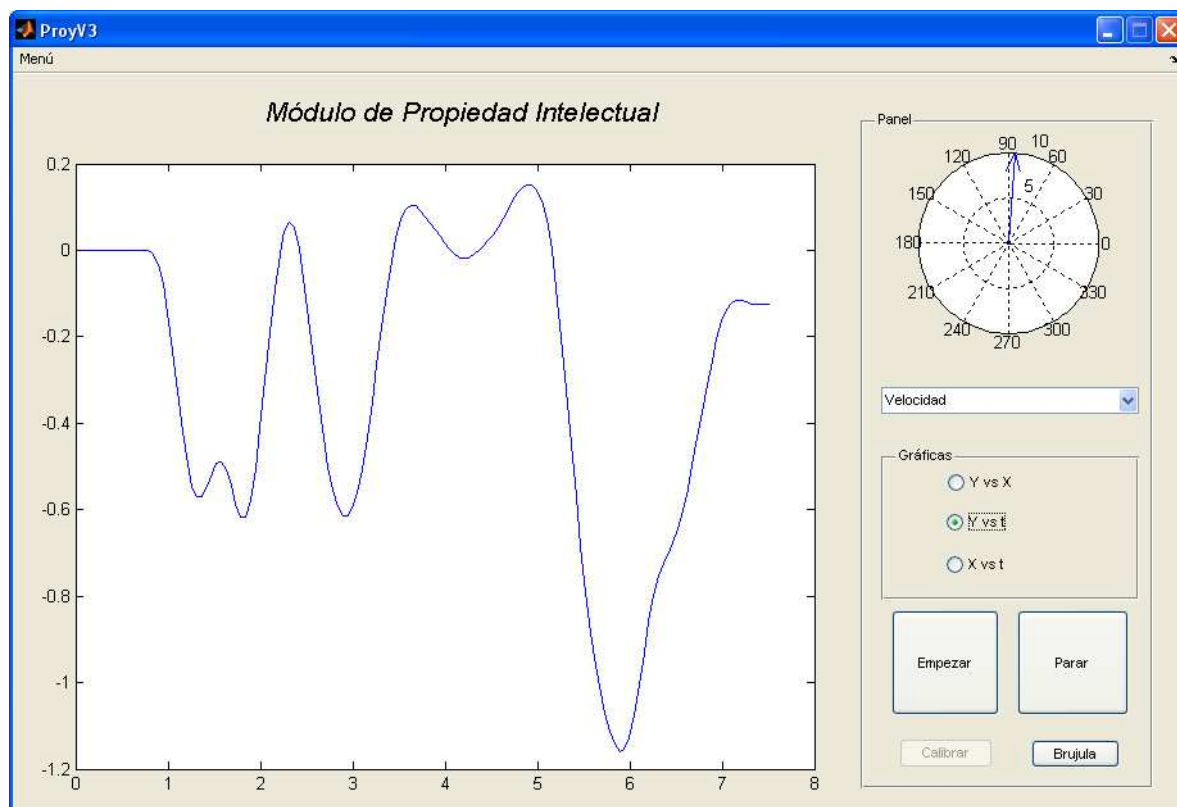 ProyV3
Menú
Módulo de Propiedad Intelectual
0.2
0
-0.2
-0.4
-0.6
-0.8
-1
-1.2
0 1 2 3 4 5 6 7 8
Panel
90 10
120 60
150 5 30
180 0
210 330
240 300
270
Velocidad
Gráficas
Y vs X
Y vs t
X vs t
Empezar Parar
Calibrar Brujula